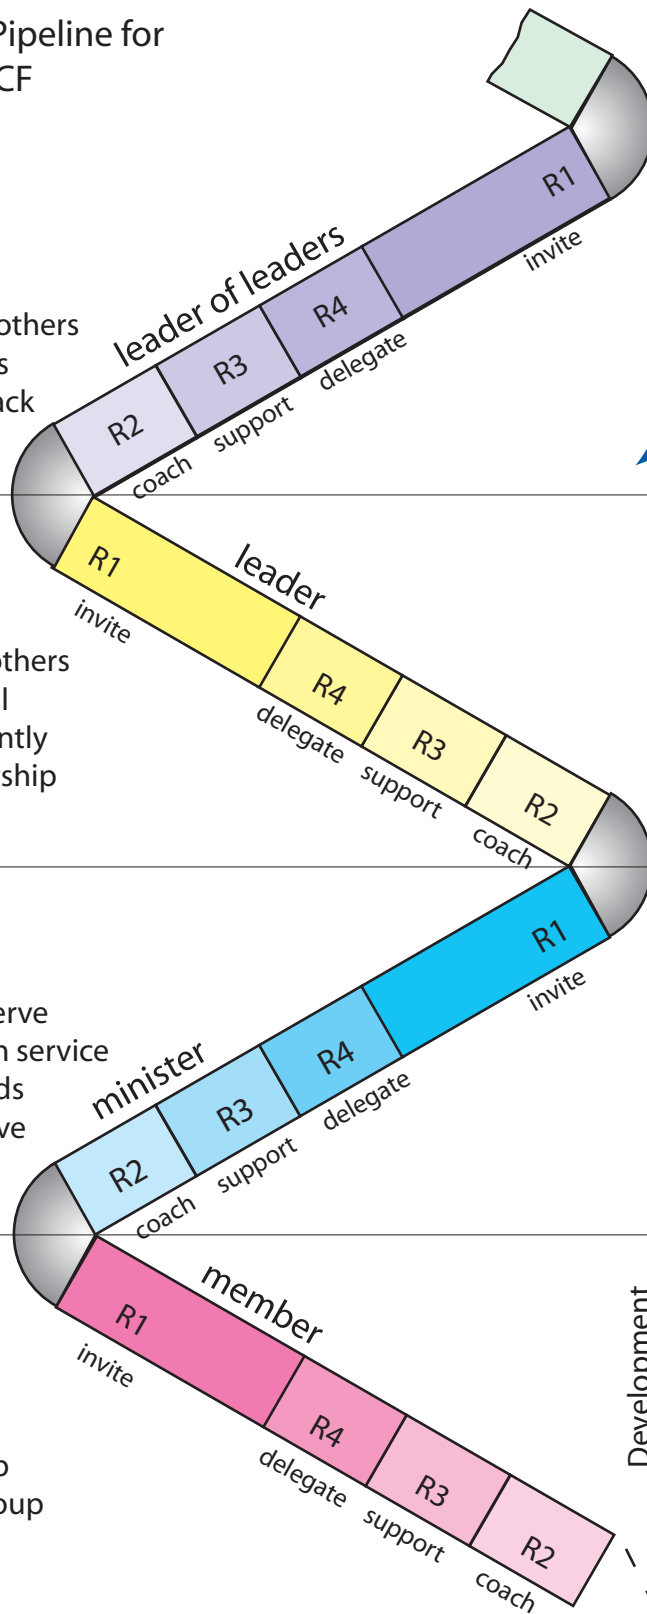 Pipeline for
CF
R1
invite
leader of leaders
R4
delegate
R3
support
R2
coach
others
s
ack
R1
invite
leader
R4
delegate
R3
support
R2
coach
others
l
ntly
ship
R1
invite
minister
R4
delegate
R3
support
R2
coach
erve
n service
ds
ve
R1
invite
member
R4
delegate
R3
support
R2
coach
Development
p
oup